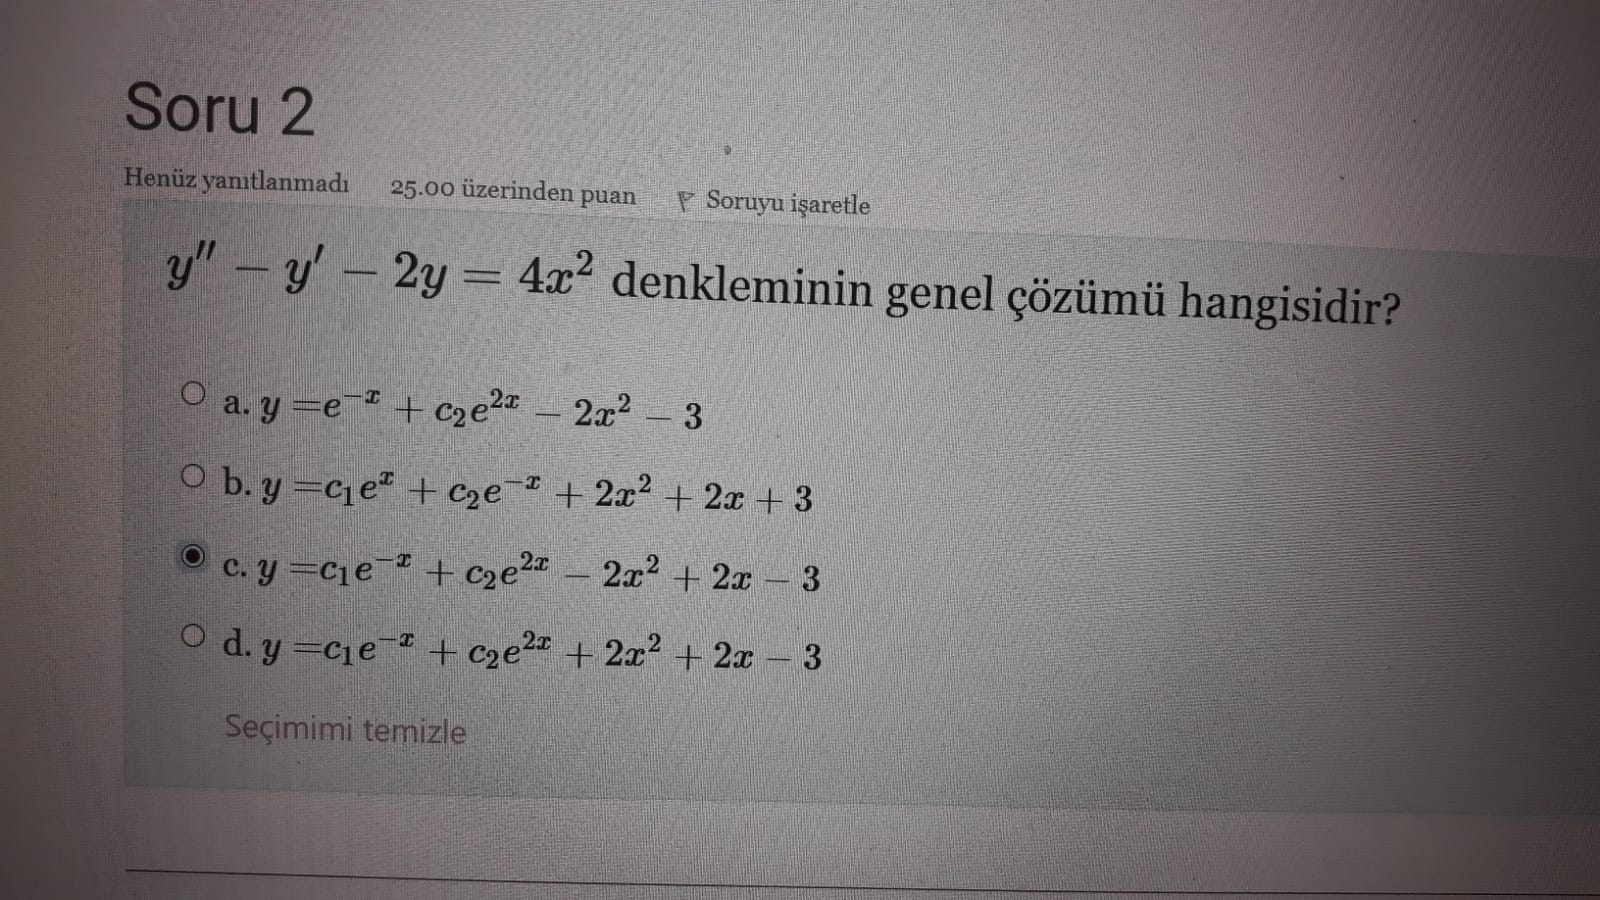 Soru 2
Henüz yanıtlanmadı 25.00 üzerinden puan Soruyu işaretle
y'' − y' − 2y = 4x² denkleminin genel çözümü hangisidir?
a. y =e⁻ˣ + c₂e²ˣ − 2x² − 3
b. y =c₁eˣ + c₂e⁻ˣ + 2x² + 2x + 3
c. y =c₁e⁻ˣ + c₂e²ˣ − 2x² + 2x − 3
d. y =c₁e⁻ˣ + c₂e²ˣ + 2x² + 2x − 3
Seçimimi temizle